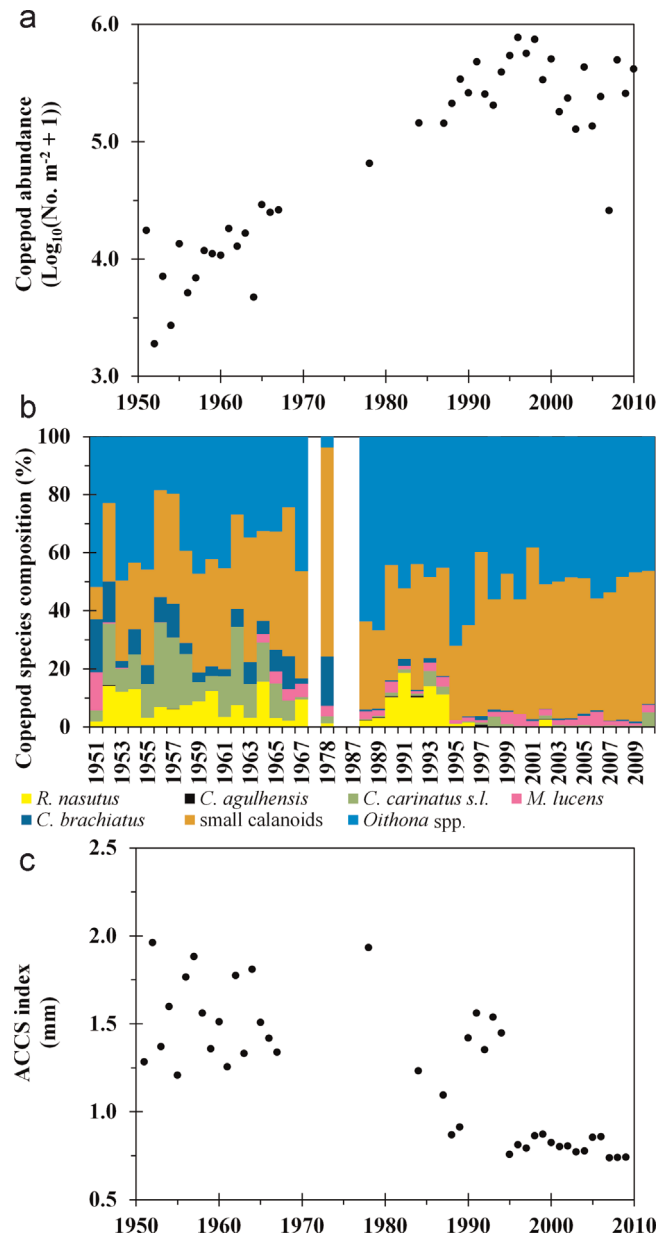 a
6.0
5.0
4.0
3.0
Copepod abundance
(Log10(No. m-2 + 1))
1950 1960 1970 1980 1990 2000 2010
b
100
80
60
40
20
0
Copepod species composition (%)
1951 1953 1955 1957 1959 1961 1963 1965 1967 1978 1987 1989 1991 1993 1995 1997 1999 2001 2003 2005 2007 2009
R. nasutus C. agulhensis C. carinatus s.l. M. lucens
C. brachiatus small calanoids Oithona spp.
c
2.5
2.0
1.5
1.0
0.5
ACCS index
(mm)
1950 1960 1970 1980 1990 2000 2010